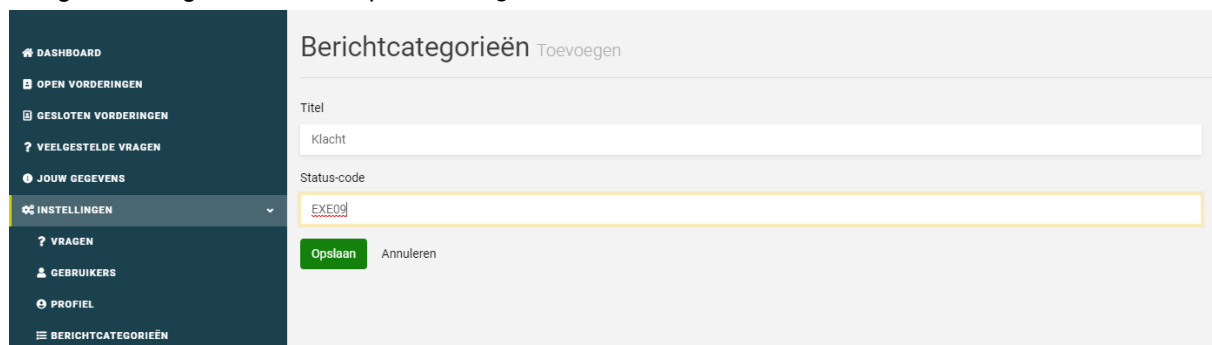 DASHBOARD
OPEN VORDERINGEN
GESLOTEN VORDERINGEN
? VEELGESTELDE VRAGEN
JOUW GEGEVENS
INSTELLINGEN
? VRAGEN
GEBRUIKERS
PROFIEL
BERICHTCATEGORIEËN
Berichtcategorieën Toevoegen
Titel
Klacht
Status-code
EXE09
Opslaan Annuleren